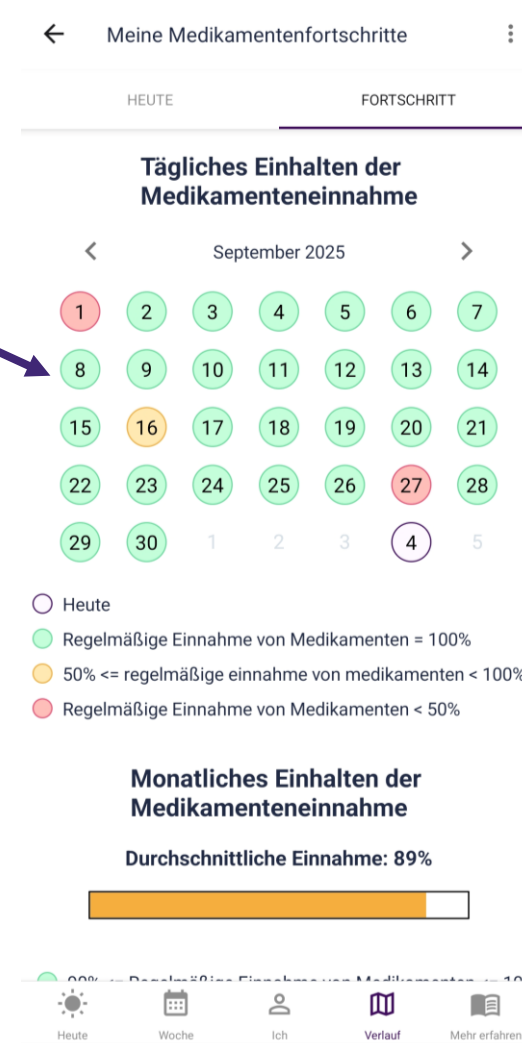 Meine Medikamentenfortschritte
HEUTE FORTSCHRITT
Tägliches Einhalten der
Medikamenteneinnahme
September 2025
1 2 3 4 5 6 7
8 9 10 11 12 13 14
15 16 17 18 19 20 21
22 23 24 25 26 27 28
29 30 1 2 3 4 5
Heute
Regelmäßige Einnahme von Medikamenten = 100%
50% <= regelmäßige einnahme von medikamenten < 100%
Regelmäßige Einnahme von Medikamenten < 50%
Monatliches Einhalten der
Medikamenteneinnahme
Durchschnittliche Einnahme: 89%
Heute Woche Ich Verlauf Mehr erfahren